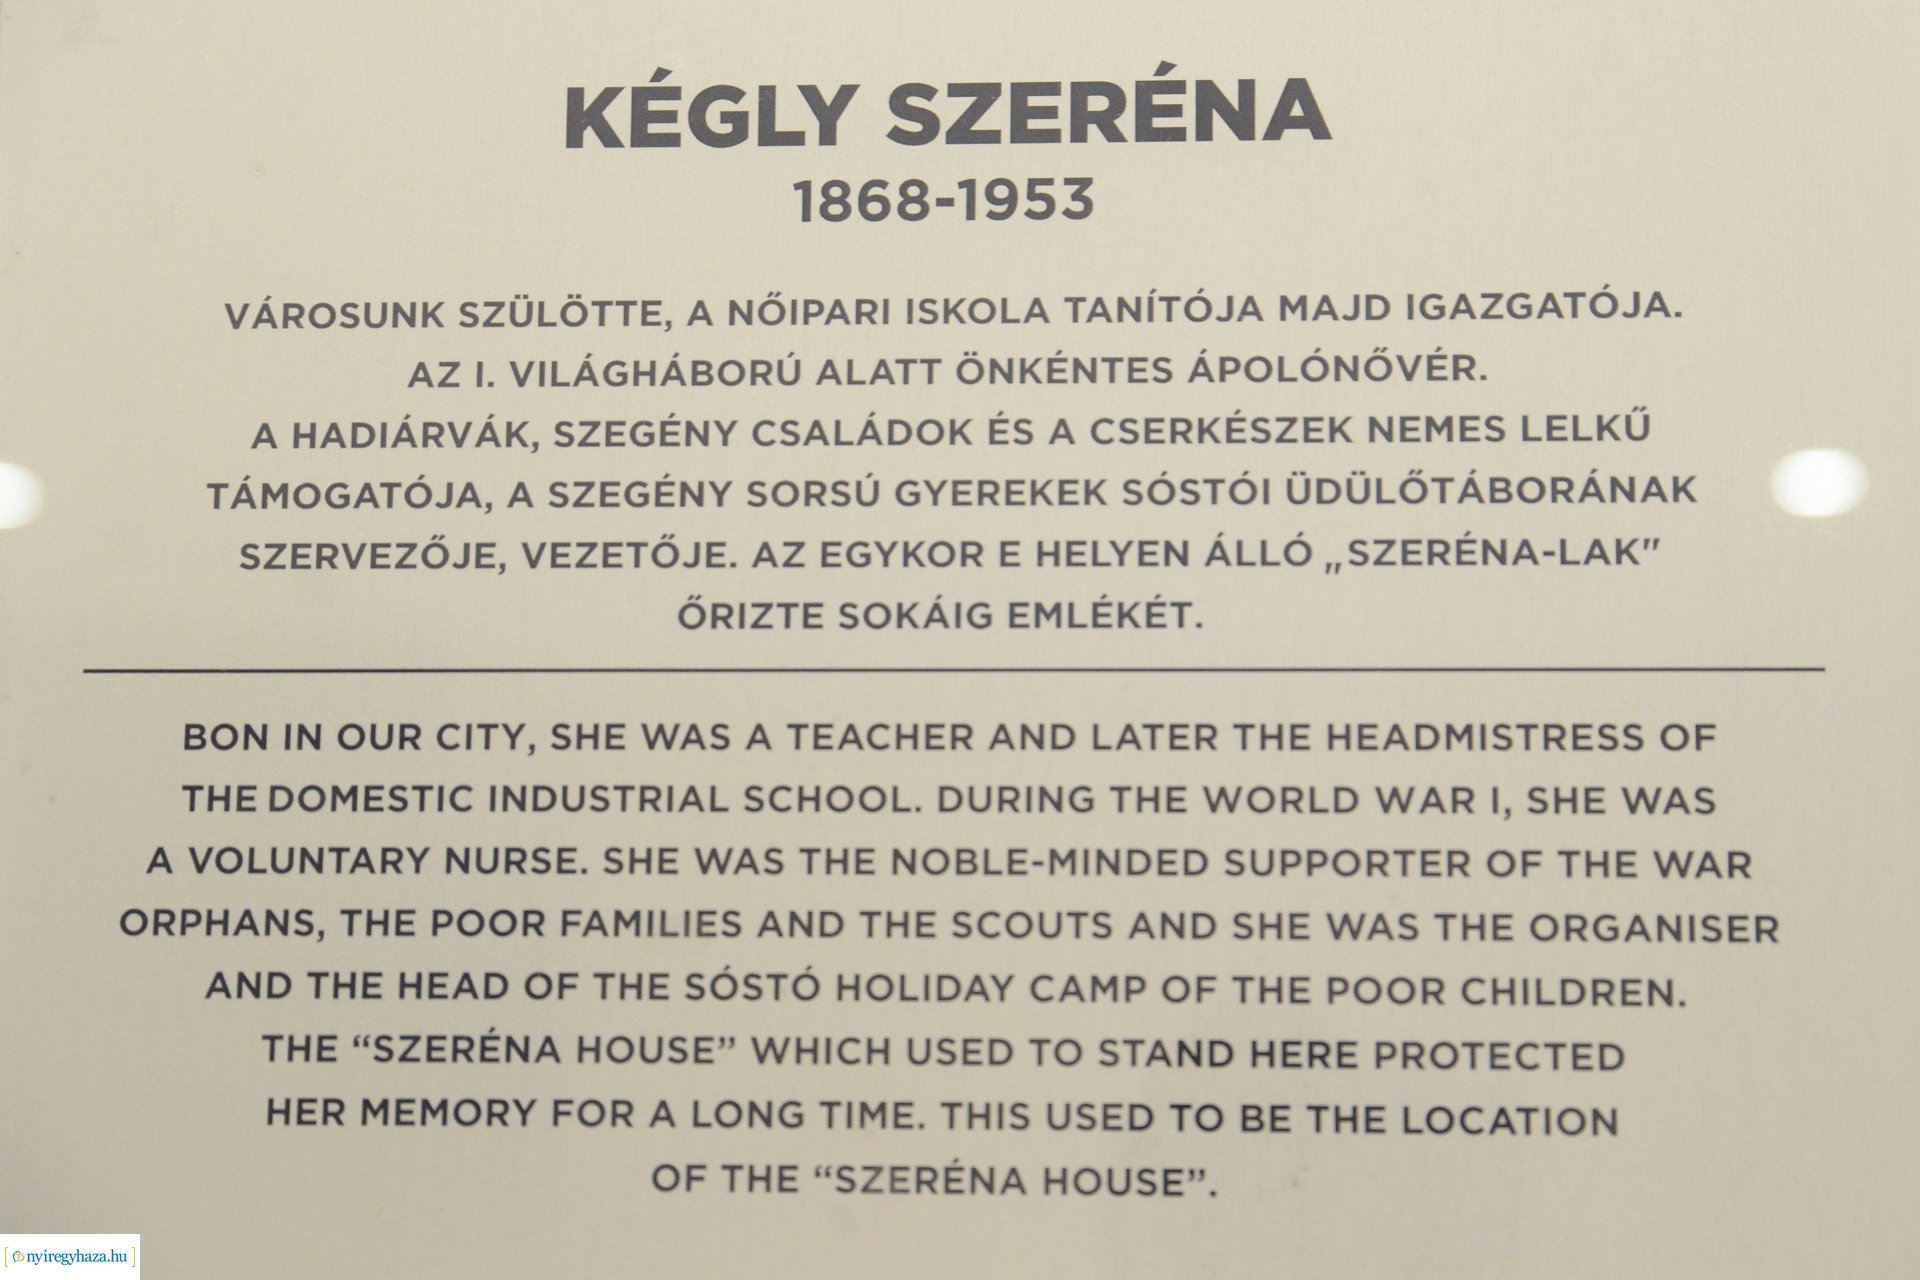 KÉGLY SZERÉNA
1868-1953
VÁROSUNK SZÜLÖTTE, A NŐIPARI ISKOLA TANÍTÓJA MAJD IGAZGATÓJA.
AZ I. VILÁGHÁBORÚ ALATT ÖNKÉNTES ÁPOLÓNŐVÉR.
A HADIÁRVÁK, SZEGÉNY CSALÁDOK ÉS A CSERKÉSZEK NEMES LELKŰ
TÁMOGATÓJA, A SZEGÉNY SORSÚ GYEREKEK SÓSTÓI ÜDÜLŐTÁBORÁNAK
SZERVEZŐJE, VEZETŐJE. AZ EGYKOR E HELYEN ÁLLÓ „SZERÉNA-LAK"
ŐRIZTE SOKÁIG EMLÉKÉT.
BON IN OUR CITY, SHE WAS A TEACHER AND LATER THE HEADMISTRESS OF
THE DOMESTIC INDUSTRIAL SCHOOL. DURING THE WORLD WAR I, SHE WAS
A VOLUNTARY NURSE. SHE WAS THE NOBLE-MINDED SUPPORTER OF THE WAR
ORPHANS, THE POOR FAMILIES AND THE SCOUTS AND SHE WAS THE ORGANISER
AND THE HEAD OF THE SÓSTÓ HOLIDAY CAMP OF THE POOR CHILDREN.
THE “SZERÉNA HOUSE” WHICH USED TO STAND HERE PROTECTED
HER MEMORY FOR A LONG TIME. THIS USED TO BE THE LOCATION
OF THE “SZERÉNA HOUSE”.
[nyiregyhaza.hu]